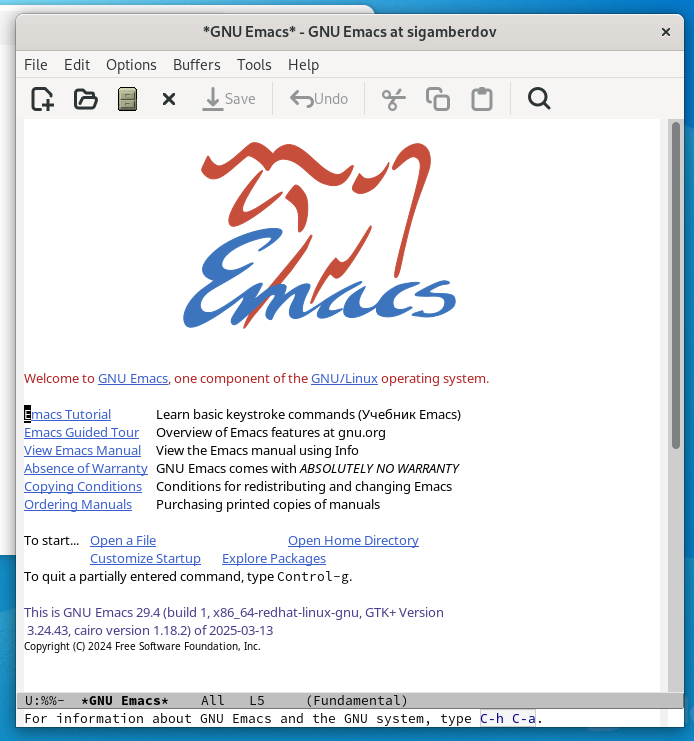 *GNU Emacs* - GNU Emacs at sigamberdov
File Edit Options Buffers Tools Help
Save Undo
Emacs
Welcome to GNU Emacs, one component of the GNU/Linux operating system.
Emacs Tutorial Learn basic keystroke commands (Учебник Emacs)
Emacs Guided Tour Overview of Emacs features at gnu.org
View Emacs Manual View the Emacs manual using Info
Absence of Warranty GNU Emacs comes with ABSOLUTELY NO WARRANTY
Copying Conditions Conditions for redistributing and changing Emacs
Ordering Manuals Purchasing printed copies of manuals
To start... Open a File Open Home Directory
Customize Startup Explore Packages
To quit a partially entered command, type Control-g.
This is GNU Emacs 29.4 (build 1, x86_64-redhat-linux-gnu, GTK+ Version
3.24.43, cairo version 1.18.2) of 2025-03-13
Copyright (C) 2024 Free Software Foundation, Inc.
U:%%- *GNU Emacs* All L5 (Fundamental)
For information about GNU Emacs and the GNU system, type C-h C-a.